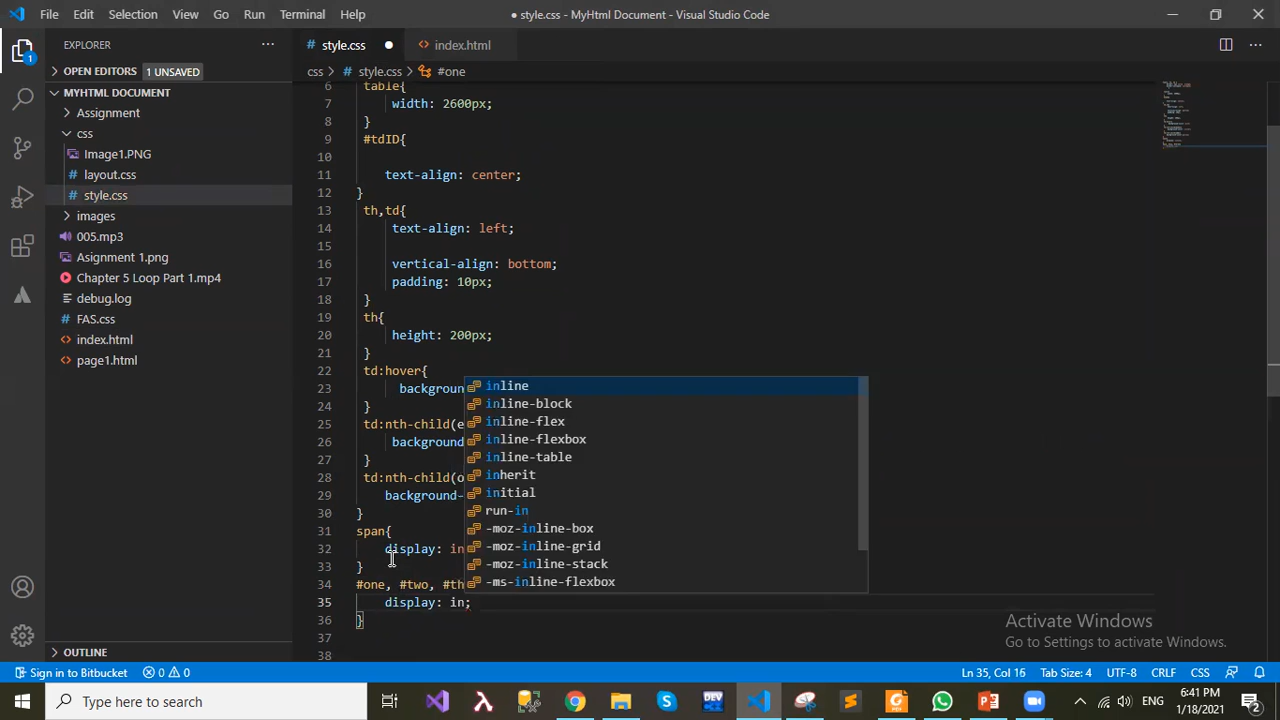 File Edit Selection View Go Run Terminal Help
● style.css - MyHtml Document - Visual Studio Code
EXPLORER
style.css
index.html
OPEN EDITORS 1 UNSAVED
css > # style.css > #one
MYHTML DOCUMENT
Assignment
css
Image1.PNG
layout.css
style.css
images
005.mp3
Asignment 1.png
Chapter 5 Loop Part 1.mp4
debug.log
FAS.css
index.html
page1.html
OUTLINE
6 table{
7 width: 2600px;
8 }
9 #tdID{
10
11 text-align: center;
12 }
13 th,td{
14 text-align: left;
15
16 vertical-align: bottom;
17 padding: 10px;
18 }
19 th{
20 height: 200px;
21 }
22 td:hover{
23 backgroun
24 }
25 td:nth-child(e
26 background
27 }
28 td:nth-child(o
29 background-
30 }
31 span{
32 display: in
33 }
34 #one, #two, #th
35 display: in;
36 }
37
38
inline
inline-block
inline-flex
inline-flexbox
inline-table
inherit
initial
run-in
-moz-inline-box
-moz-inline-grid
-moz-inline-stack
-ms-inline-flexbox
Activate Windows
Go to Settings to activate Windows.
Sign in to Bitbucket 0 0
Ln 35, Col 16 Tab Size: 4 UTF-8 CRLF CSS
Type here to search
ENG
6:41 PM
1/18/2021